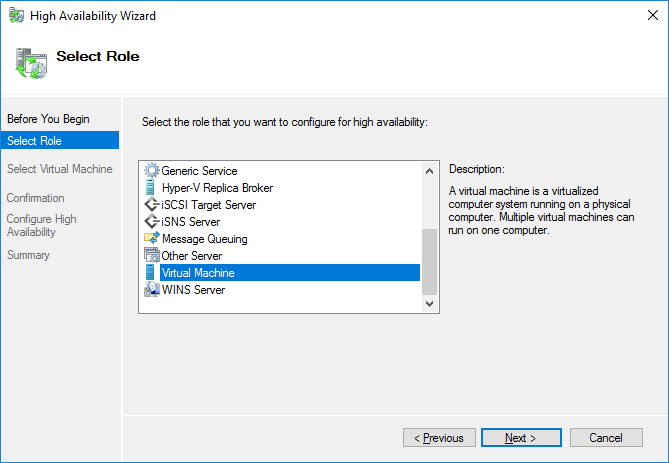 High Availability Wizard
Select Role
Before You Begin
Select Role
Select Virtual Machine
Confirmation
Configure High
Availability
Summary
Select the role that you want to configure for high availability:
Generic Service
Hyper-V Replica Broker
iSCSI Target Server
iSNS Server
Message Queuing
Other Server
Virtual Machine
WINS Server
Description:
A virtual machine is a virtualized
computer system running on a physical
computer. Multiple virtual machines can
run on one computer.
< Previous
Next >
Cancel